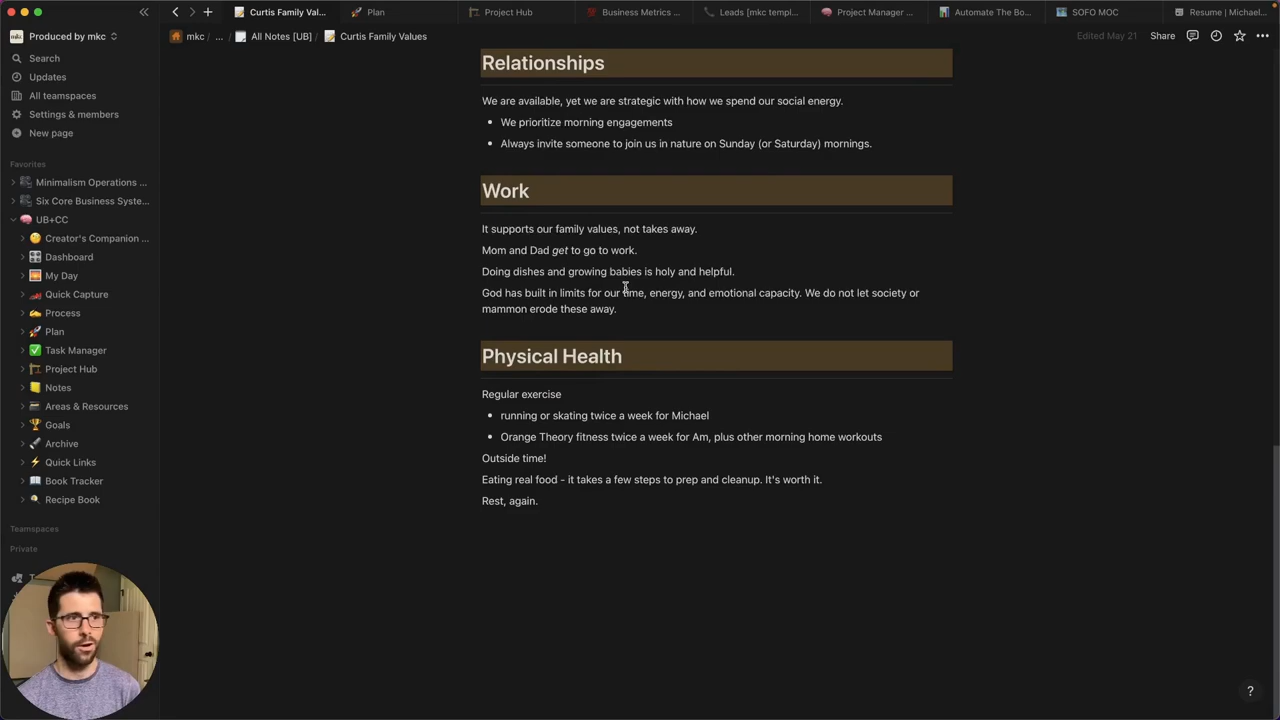 Curtis Family Val...
Plan
Project Hub
Business Metrics ...
Leads [mkc templ...
Project Manager ...
Automate The Bo...
SOFO MOC
Resume | Michael...
Produced by mkc
mkc / ... / All Notes [UB] / Curtis Family Values
Edited May 21
Share
Search
Updates
All teamspaces
Settings & members
New page
Favorites
Minimalism Operations ...
Six Core Business Syste...
UB+CC
Creator's Companion ...
Dashboard
My Day
Quick Capture
Process
Plan
Task Manager
Project Hub
Notes
Areas & Resources
Goals
Archive
Quick Links
Book Tracker
Recipe Book
Teamspaces
Private
Relationships
We are available, yet we are strategic with how we spend our social energy.
• We prioritize morning engagements
• Always invite someone to join us in nature on Sunday (or Saturday) mornings.
Work
It supports our family values, not takes away.
Mom and Dad get to go to work.
Doing dishes and growing babies is holy and helpful.
God has built in limits for our time, energy, and emotional capacity. We do not let society or
mammon erode these away.
Physical Health
Regular exercise
• running or skating twice a week for Michael
• Orange Theory fitness twice a week for Am, plus other morning home workouts
Outside time!
Eating real food - it takes a few steps to prep and cleanup. It's worth it.
Rest, again.
?